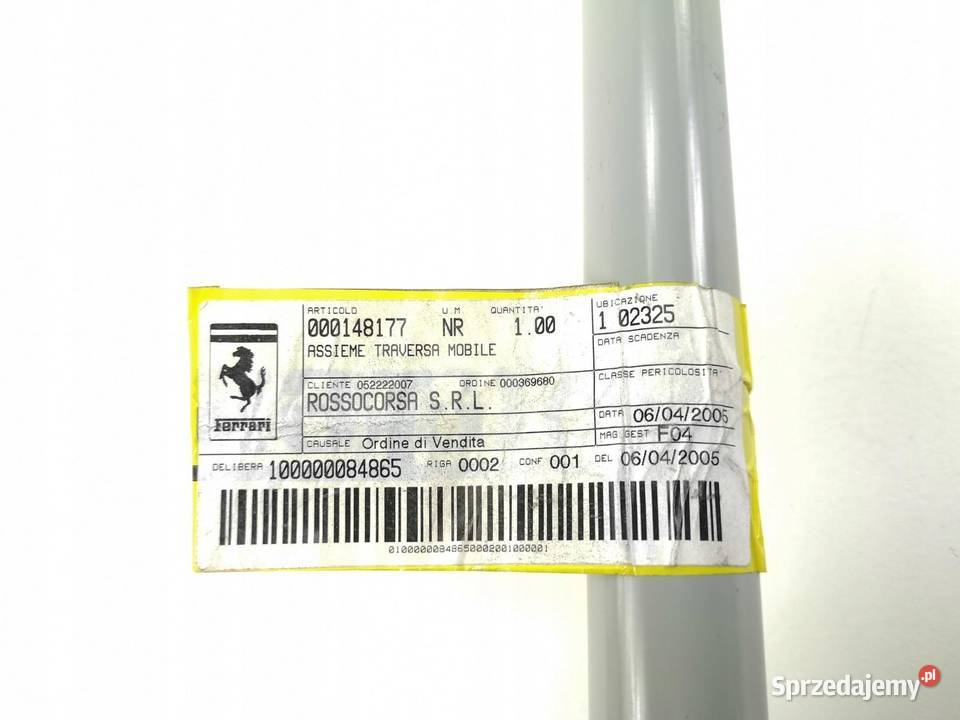 ARTICOLO U.M. QUANTITA' UBICAZIONE
000148177 NR 1.00 1 02325
ASSIEME TRAVERSA MOBILE DATA SCADENZA
CLIENTE 052222007 ORDINE 000369680 CLASSE PERICOLOSITA'
ROSSOCORSA S.R.L. DATA 06/04/2005
Ferrari
CAUSALE Ordine di Vendita MAG.GEST F04
DELIBERA 100000084865 RIGA 0002 CONF 001 DEL 06/04/2005
0100000084865000200100001
Sprzedajemy.pl